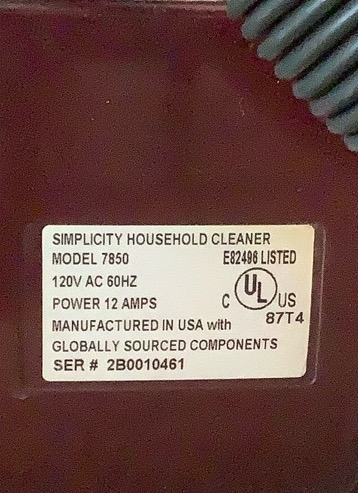 SIMPLICITY HOUSEHOLD CLEANER
MODEL 7850 E82496 LISTED
120V AC 60HZ
POWER 12 AMPS C UL US
MANUFACTURED IN USA with 87T4
GLOBALLY SOURCED COMPONENTS
SER # 2B0010461